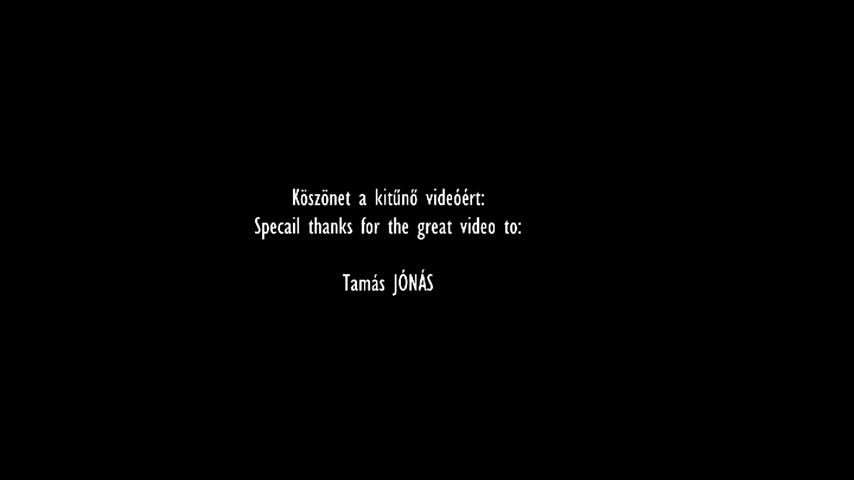 Köszönet a kitűnő videóért:
Specail thanks for the great video to:
Tamás JÓNÁS